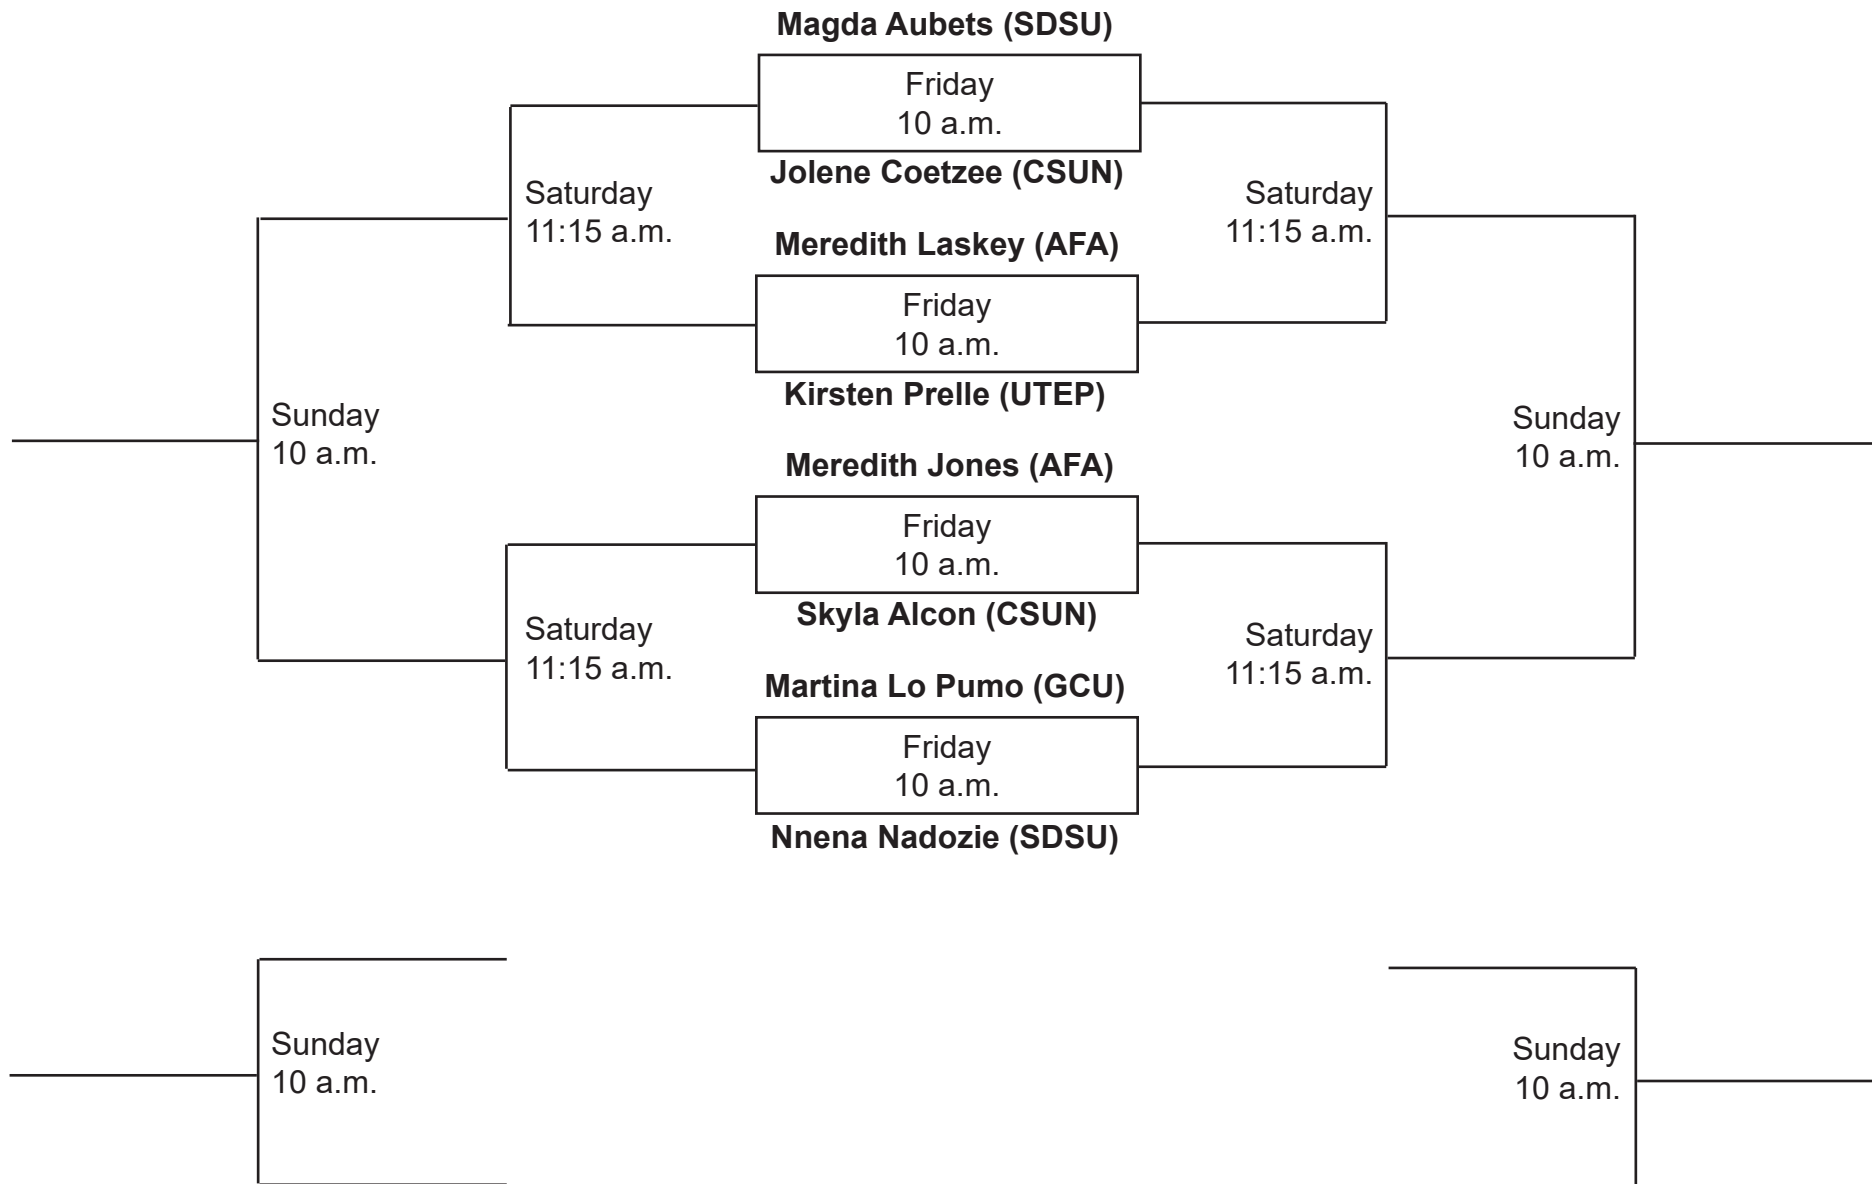 Magda Aubets (SDSU)
Friday
10 a.m.
Jolene Coetzee (CSUN)
Saturday
11:15 a.m.
Saturday
11:15 a.m.
Meredith Laskey (AFA)
Friday
10 a.m.
Kirsten Prelle (UTEP)
Sunday
10 a.m.
Sunday
10 a.m.
Meredith Jones (AFA)
Friday
10 a.m.
Skyla Alcon (CSUN)
Saturday
11:15 a.m.
Saturday
11:15 a.m.
Martina Lo Pumo (GCU)
Friday
10 a.m.
Nnena Nadozie (SDSU)
Sunday
10 a.m.
Sunday
10 a.m.